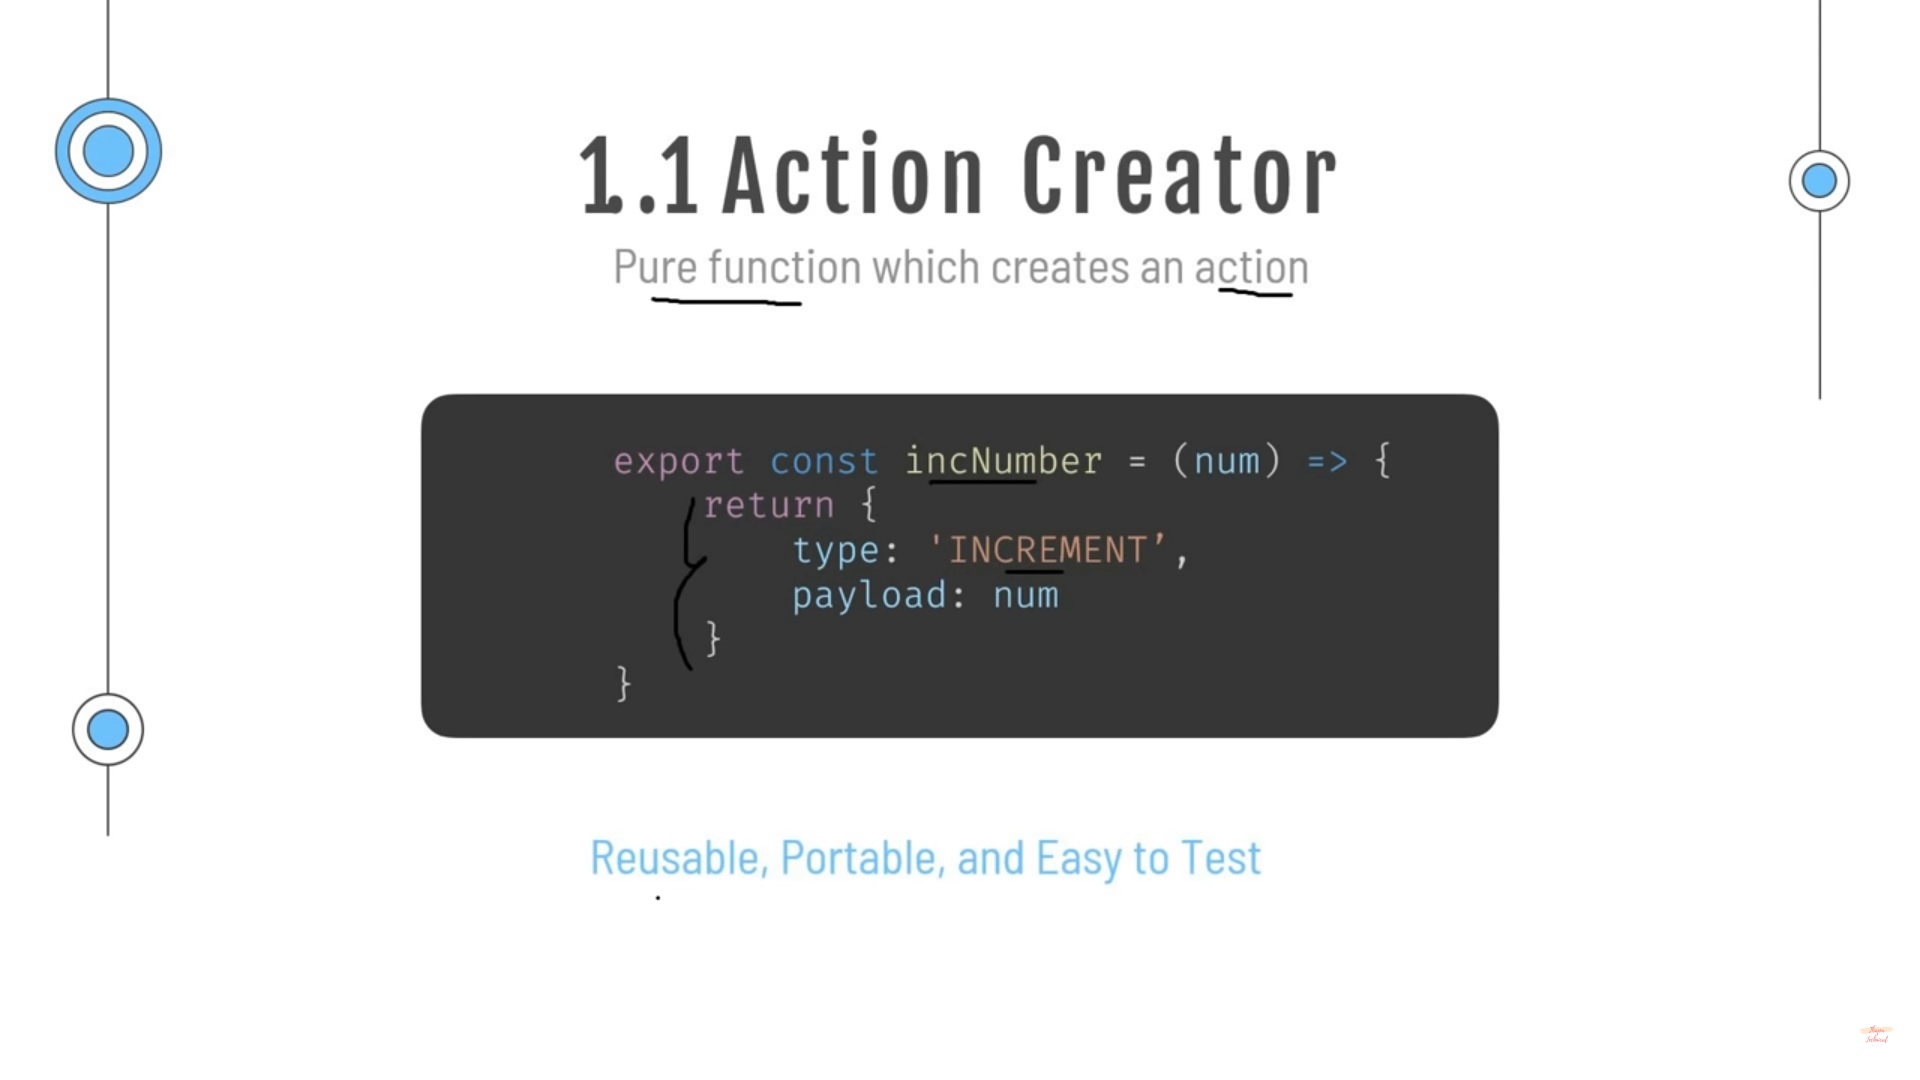 1.1 Action Creator
Pure function which creates an action
export const incNumber = (num) => {
return {
type: 'INCREMENT’,
payload: num
}
}
Reusable, Portable, and Easy to Test